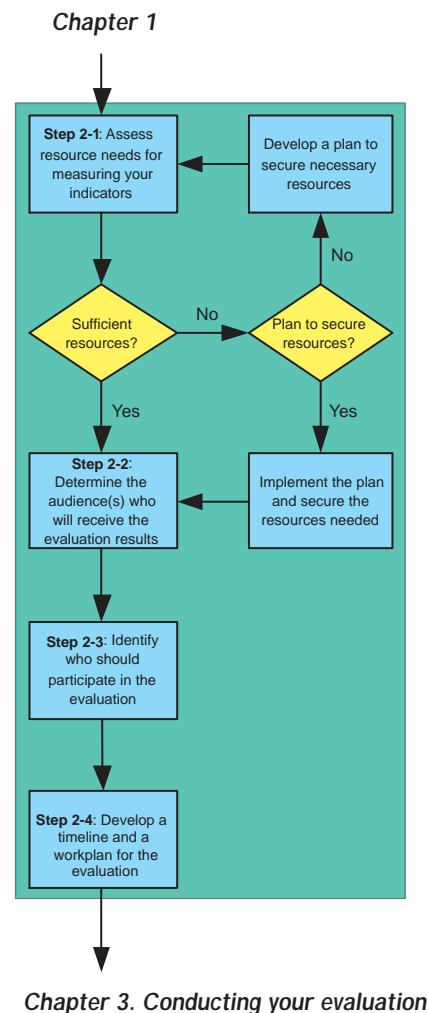 Chapter 1
Step 2-1: Assess
resource needs for
measuring your
indicators
Develop a plan to
secure necessary
resources
No
Sufficient
resources?
No
Plan to secure
resources?
Yes
Yes
Step 2-2:
Determine the
audience(s) who
will receive the
evaluation results
Implement the plan
and secure the
resources needed
Step 2-3: Identify
who should
participate in the
evaluation
Step 2-4: Develop a
timeline and a
workplan for the
evaluation
Chapter 3. Conducting your evaluation